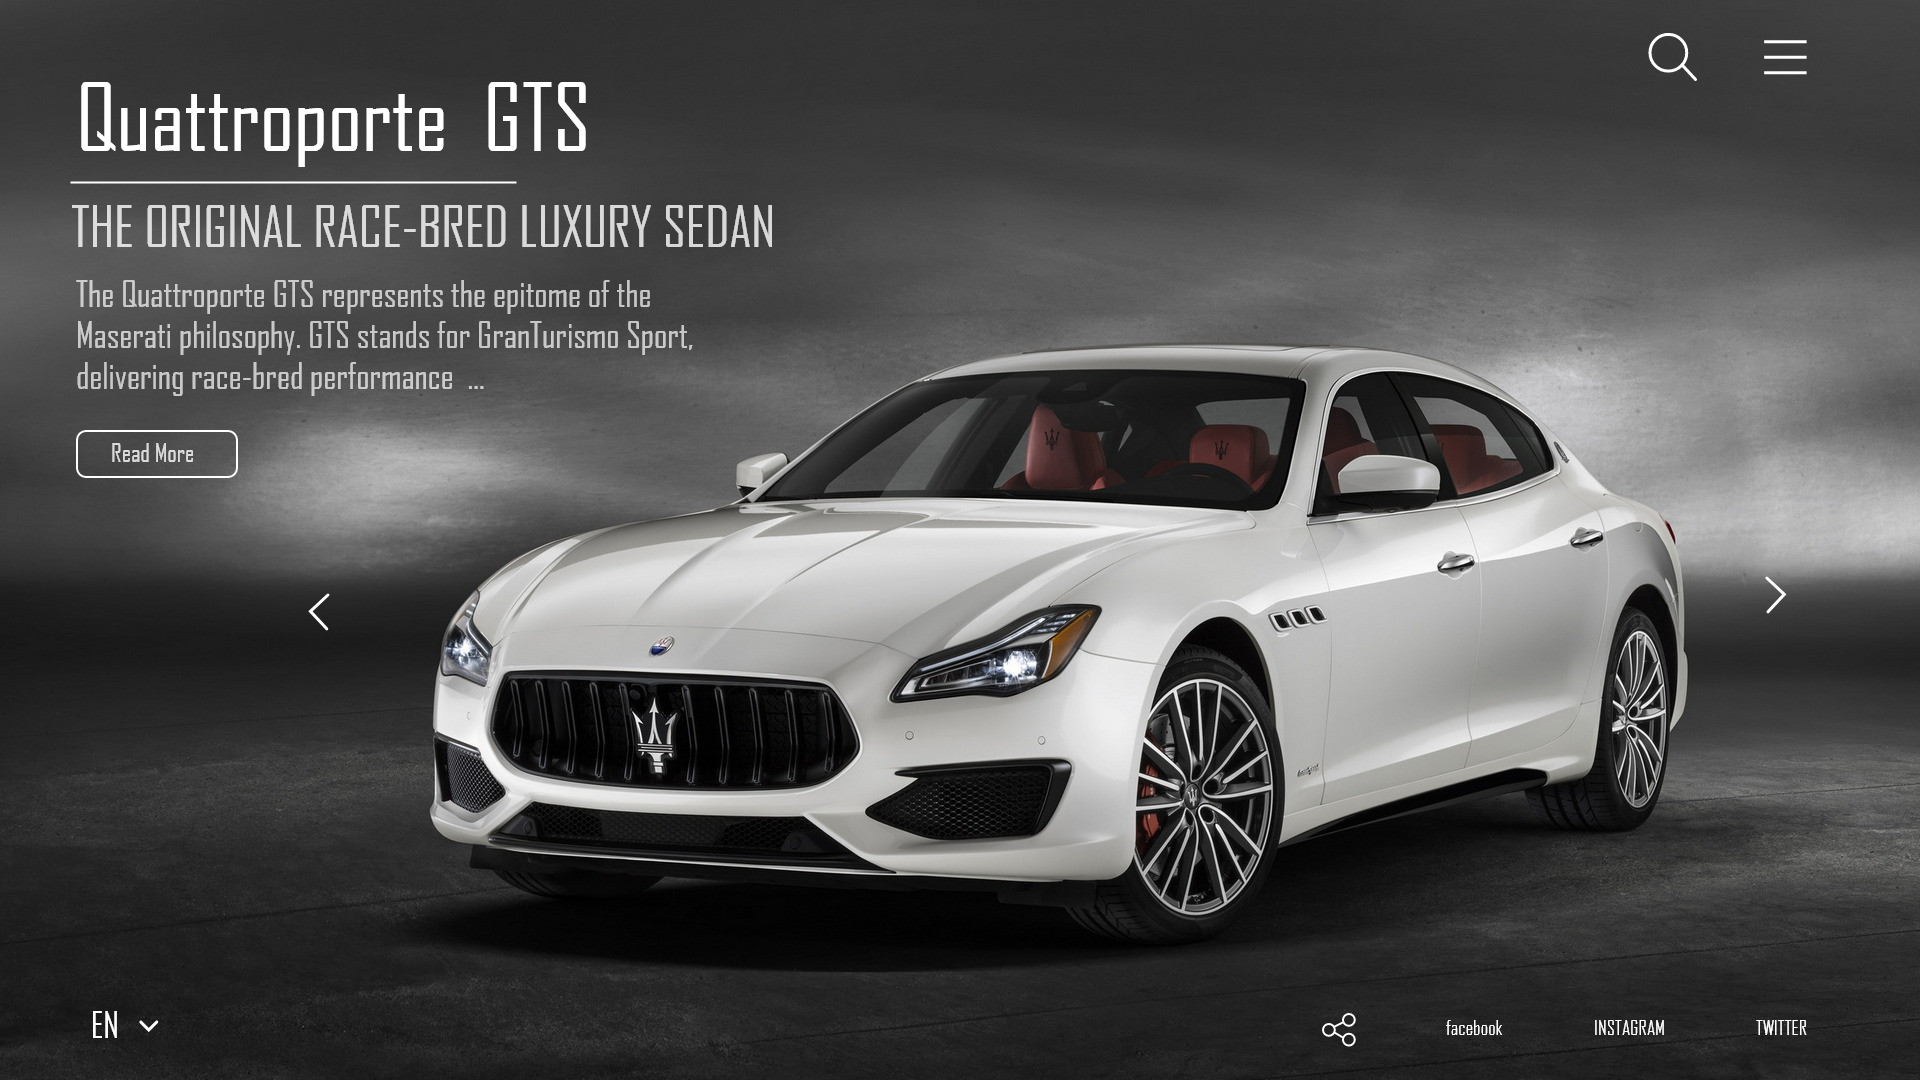 Quattroporte GTS
THE ORIGINAL RACE-BRED LUXURY SEDAN
The Quattroporte GTS represents the epitome of the
Maserati philosophy. GTS stands for GranTurismo Sport,
delivering race-bred performance ...
Read More
EN
facebook
INSTAGRAM
TWITTER